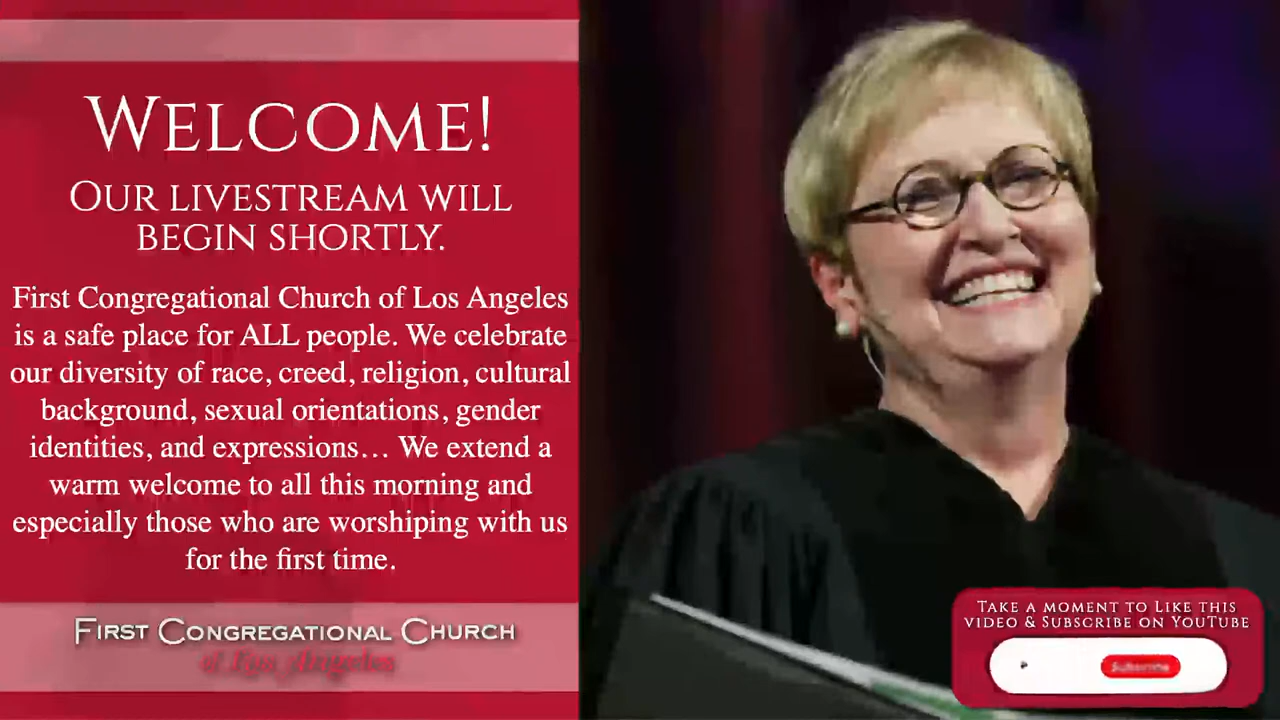 WELCOME!
OUR LIVESTREAM WILL
BEGIN SHORTLY.
First Congregational Church of Los Angeles
is a safe place for ALL people. We celebrate
our diversity of race, creed, religion, cultural
background, sexual orientations, gender
identities, and expressions… We extend a
warm welcome to all this morning and
especially those who are worshiping with us
for the first time.
FIRST CONGREGATIONAL CHURCH
of Los Angeles
TAKE A MOMENT TO LIKE THIS
VIDEO & SUBSCRIBE ON YOUTUBE
Subscribe